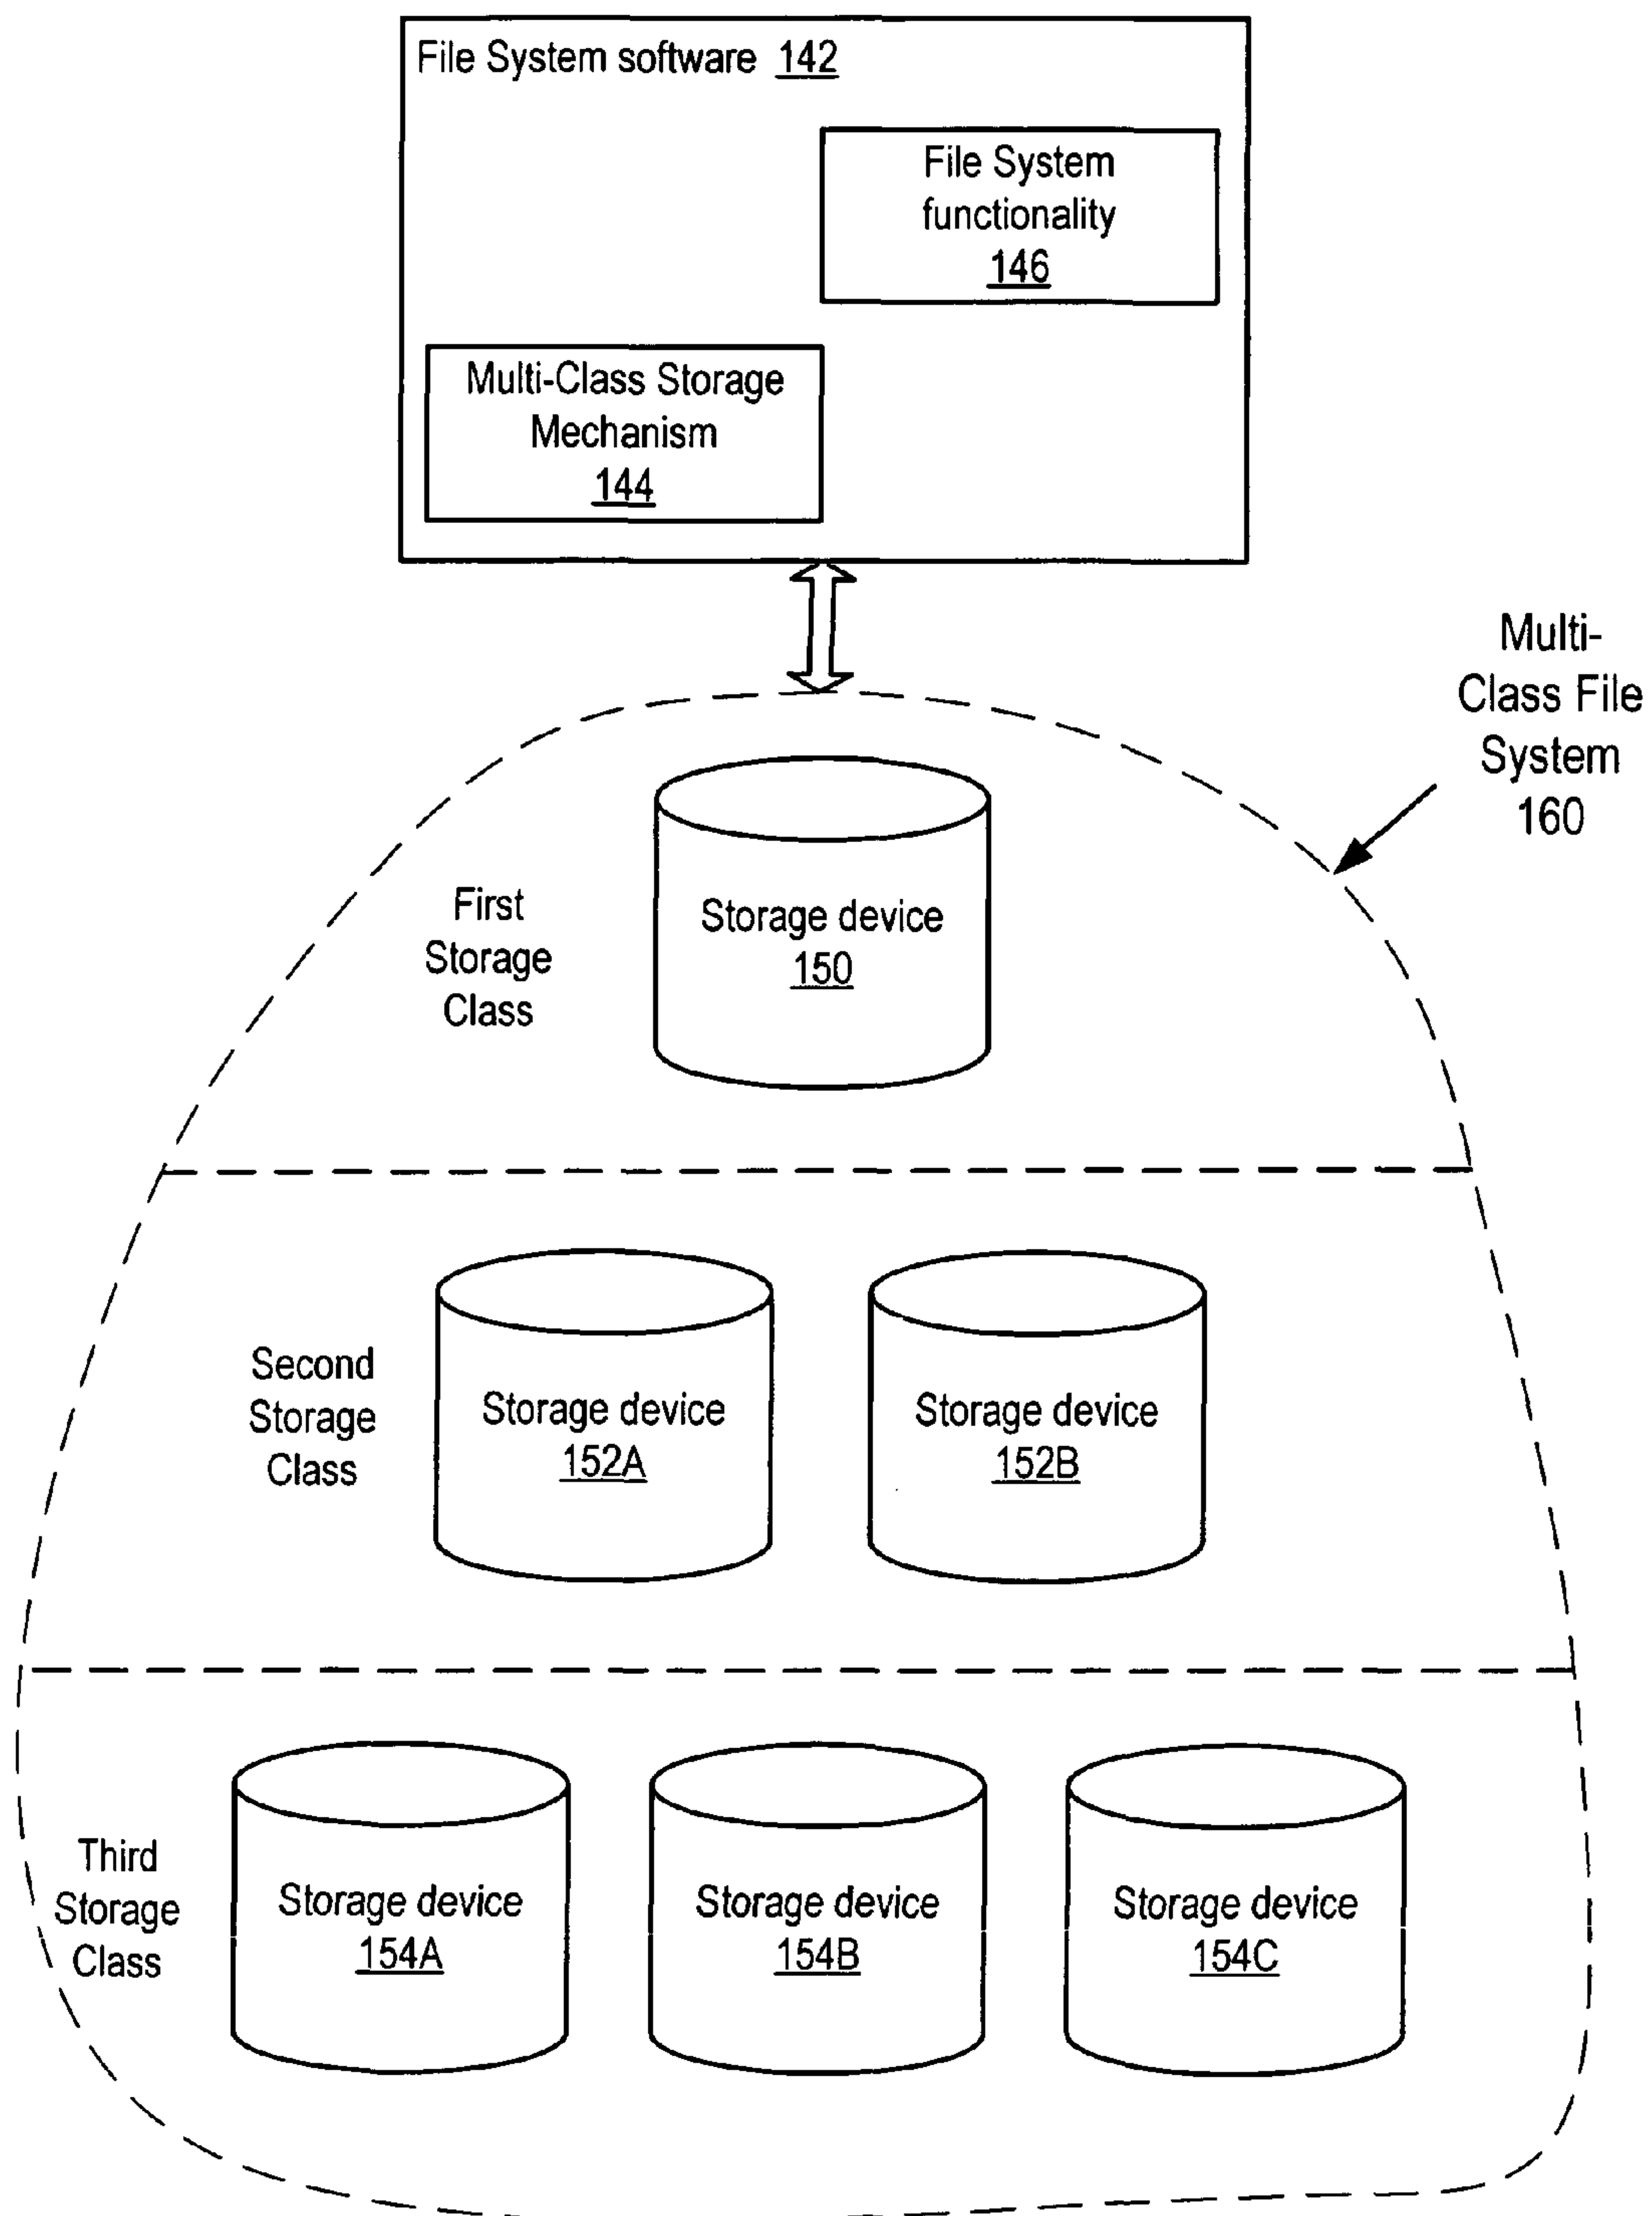 File System software 142
File System
functionality
146
Multi-Class Storage
Mechanism
144
Multi-
Class File
System
160
First
Storage
Class
Storage device
150
Second
Storage
Class
Storage device
152A
Storage device
152B
Third
Storage
Class
Storage device
154A
Storage device
154B
Storage device
154C